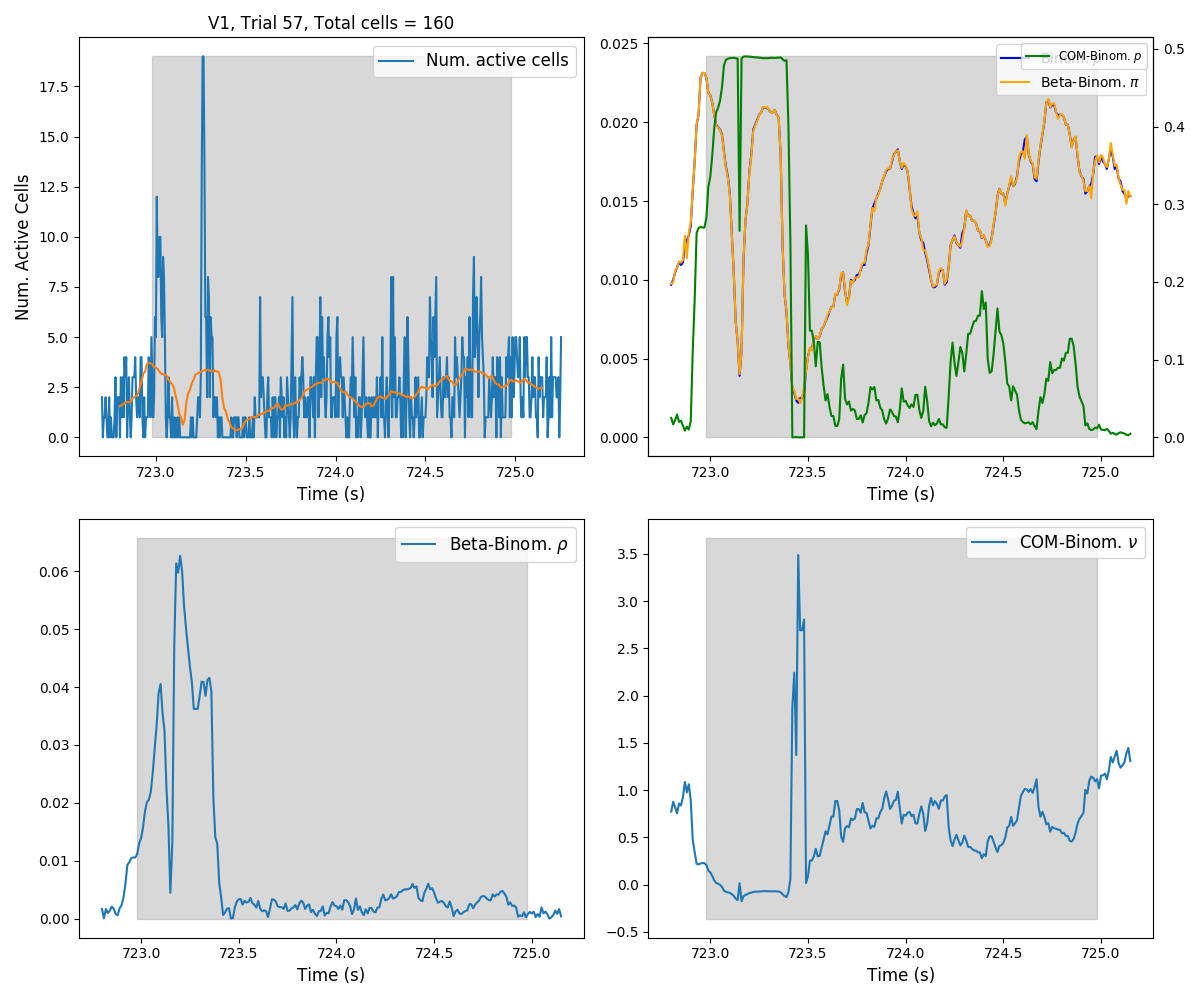 V1, Trial 57, Total cells = 160
Num. active cells
17.5
15.0
12.5
10.0
7.5
5.0
2.5
0.0
Num. Active Cells
723.0 723.5 724.0 724.5 725.0
Time (s)
COM-Binom. p
Beta-Binom. π
0.025
0.020
0.015
0.010
0.005
0.000
0.5
0.4
0.3
0.2
0.1
0.0
723.0 723.5 724.0 724.5 725.0
Time (s)
Beta-Binom. ρ
0.06
0.05
0.04
0.03
0.02
0.01
0.00
723.0 723.5 724.0 724.5 725.0
Time (s)
COM-Binom. ν
3.5
3.0
2.5
2.0
1.5
1.0
0.5
0.0
−0.5
723.0 723.5 724.0 724.5 725.0
Time (s)